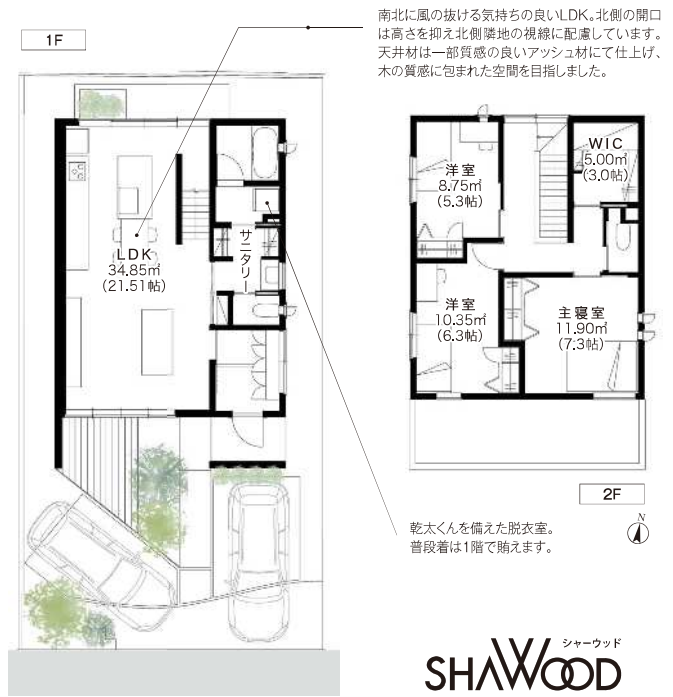 1F
南北に風の抜ける気持ちの良いLDK。北側の開口
は高さを抑え北側隣地の視線に配慮しています。
天井材は一部質感の良いアッシュ材にて仕上げ、
木の質感に包まれた空間を目指しました。
LDK
34.85㎡
(21.51帖)
サニタリー
洋室
8.75㎡
(5.3帖)
WIC
5.00㎡
(3.0帖)
洋室
10.35㎡
(6.3帖)
主寝室
11.90㎡
(7.3帖)
2F
N
乾太くんを備えた脱衣室。
普段着は1階で賄えます。
シャーウッド
SHAWOOD